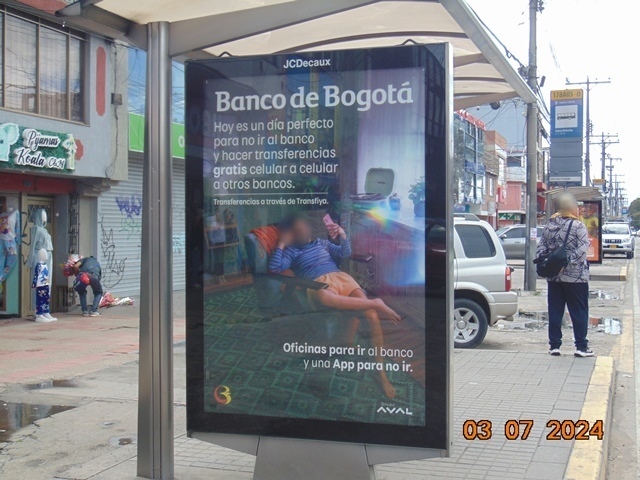 JCDecaux
Banco de Bogotá
Hoy es un día perfecto
para no ir al banco
y hacer transferencias
gratis celular a celular
a otros bancos.
Transferencias a través de Transfiya.
Oficinas para ir al banco
y una App para no ir.
AVAL
Pijamas
Koala
03 07 2024